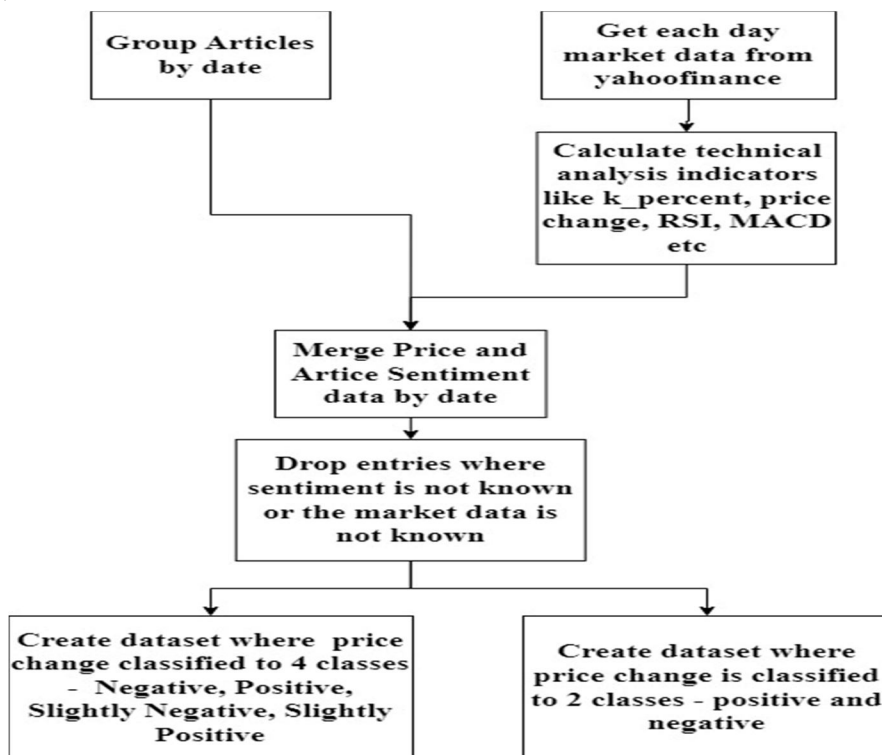 Group Articles
by date
Get each day
market data from
yahoofinance
Calculate technical
analysis indicators
like k_percent, price
change, RSI, MACD
etc
Merge Price and
Artice Sentiment
data by date
Drop entries where
sentiment is not known
or the market data is
not known
Create dataset where price
change classified to 4 classes
- Negative, Positive,
Slightly Negative, Slightly
Positive
Create dataset where
price change is classified
to 2 classes - positive and
negative